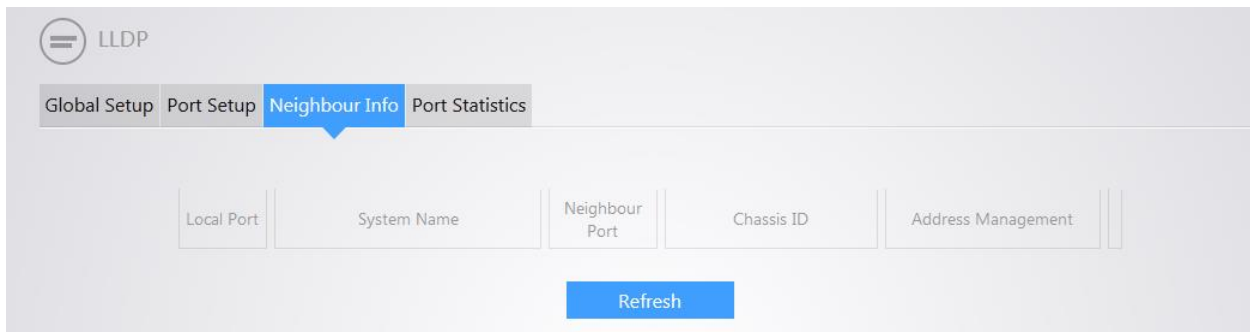 LLDP
Global Setup Port Setup Neighbour Info Port Statistics
Local Port System Name Neighbour Port Chassis ID Address Management
Refresh